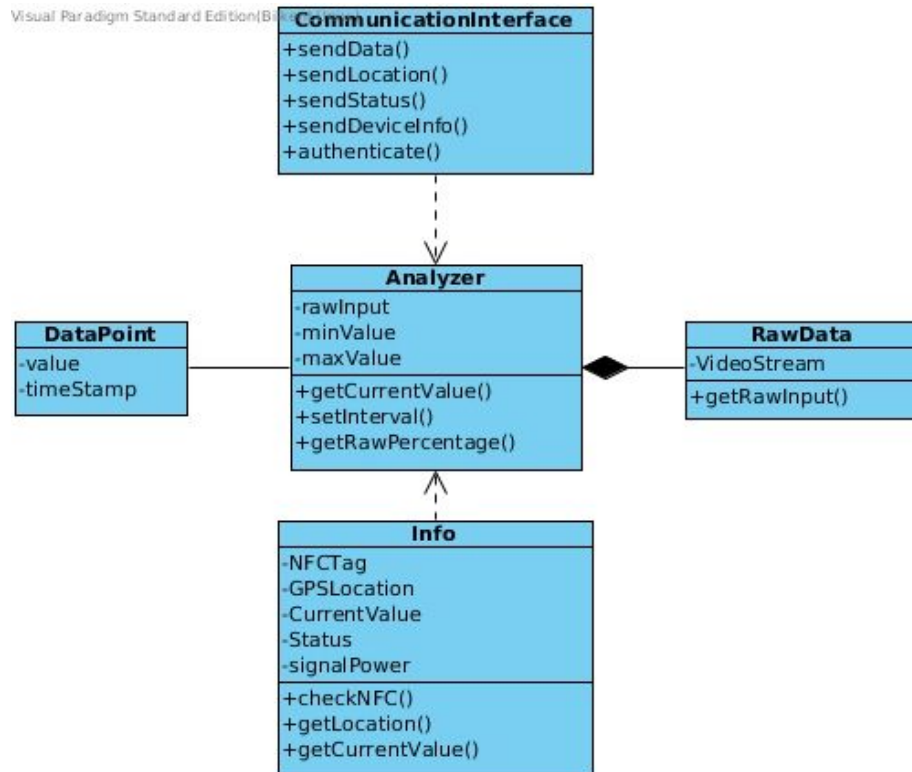 Visual Paradigm Standard Edition
CommunicationInterface
+sendData()
+sendLocation()
+sendStatus()
+sendDeviceInfo()
+authenticate()
Analyzer
-rawInput
-minValue
-maxValue
+getCurrentValue()
+setInterval()
+getRawPercentage()
DataPoint
-value
-timeStamp
RawData
-VideoStream
+getRawInput()
Info
-NFCTag
-GPSLocation
-CurrentValue
-Status
-signalPower
+checkNFC()
+getLocation()
+getCurrentValue()